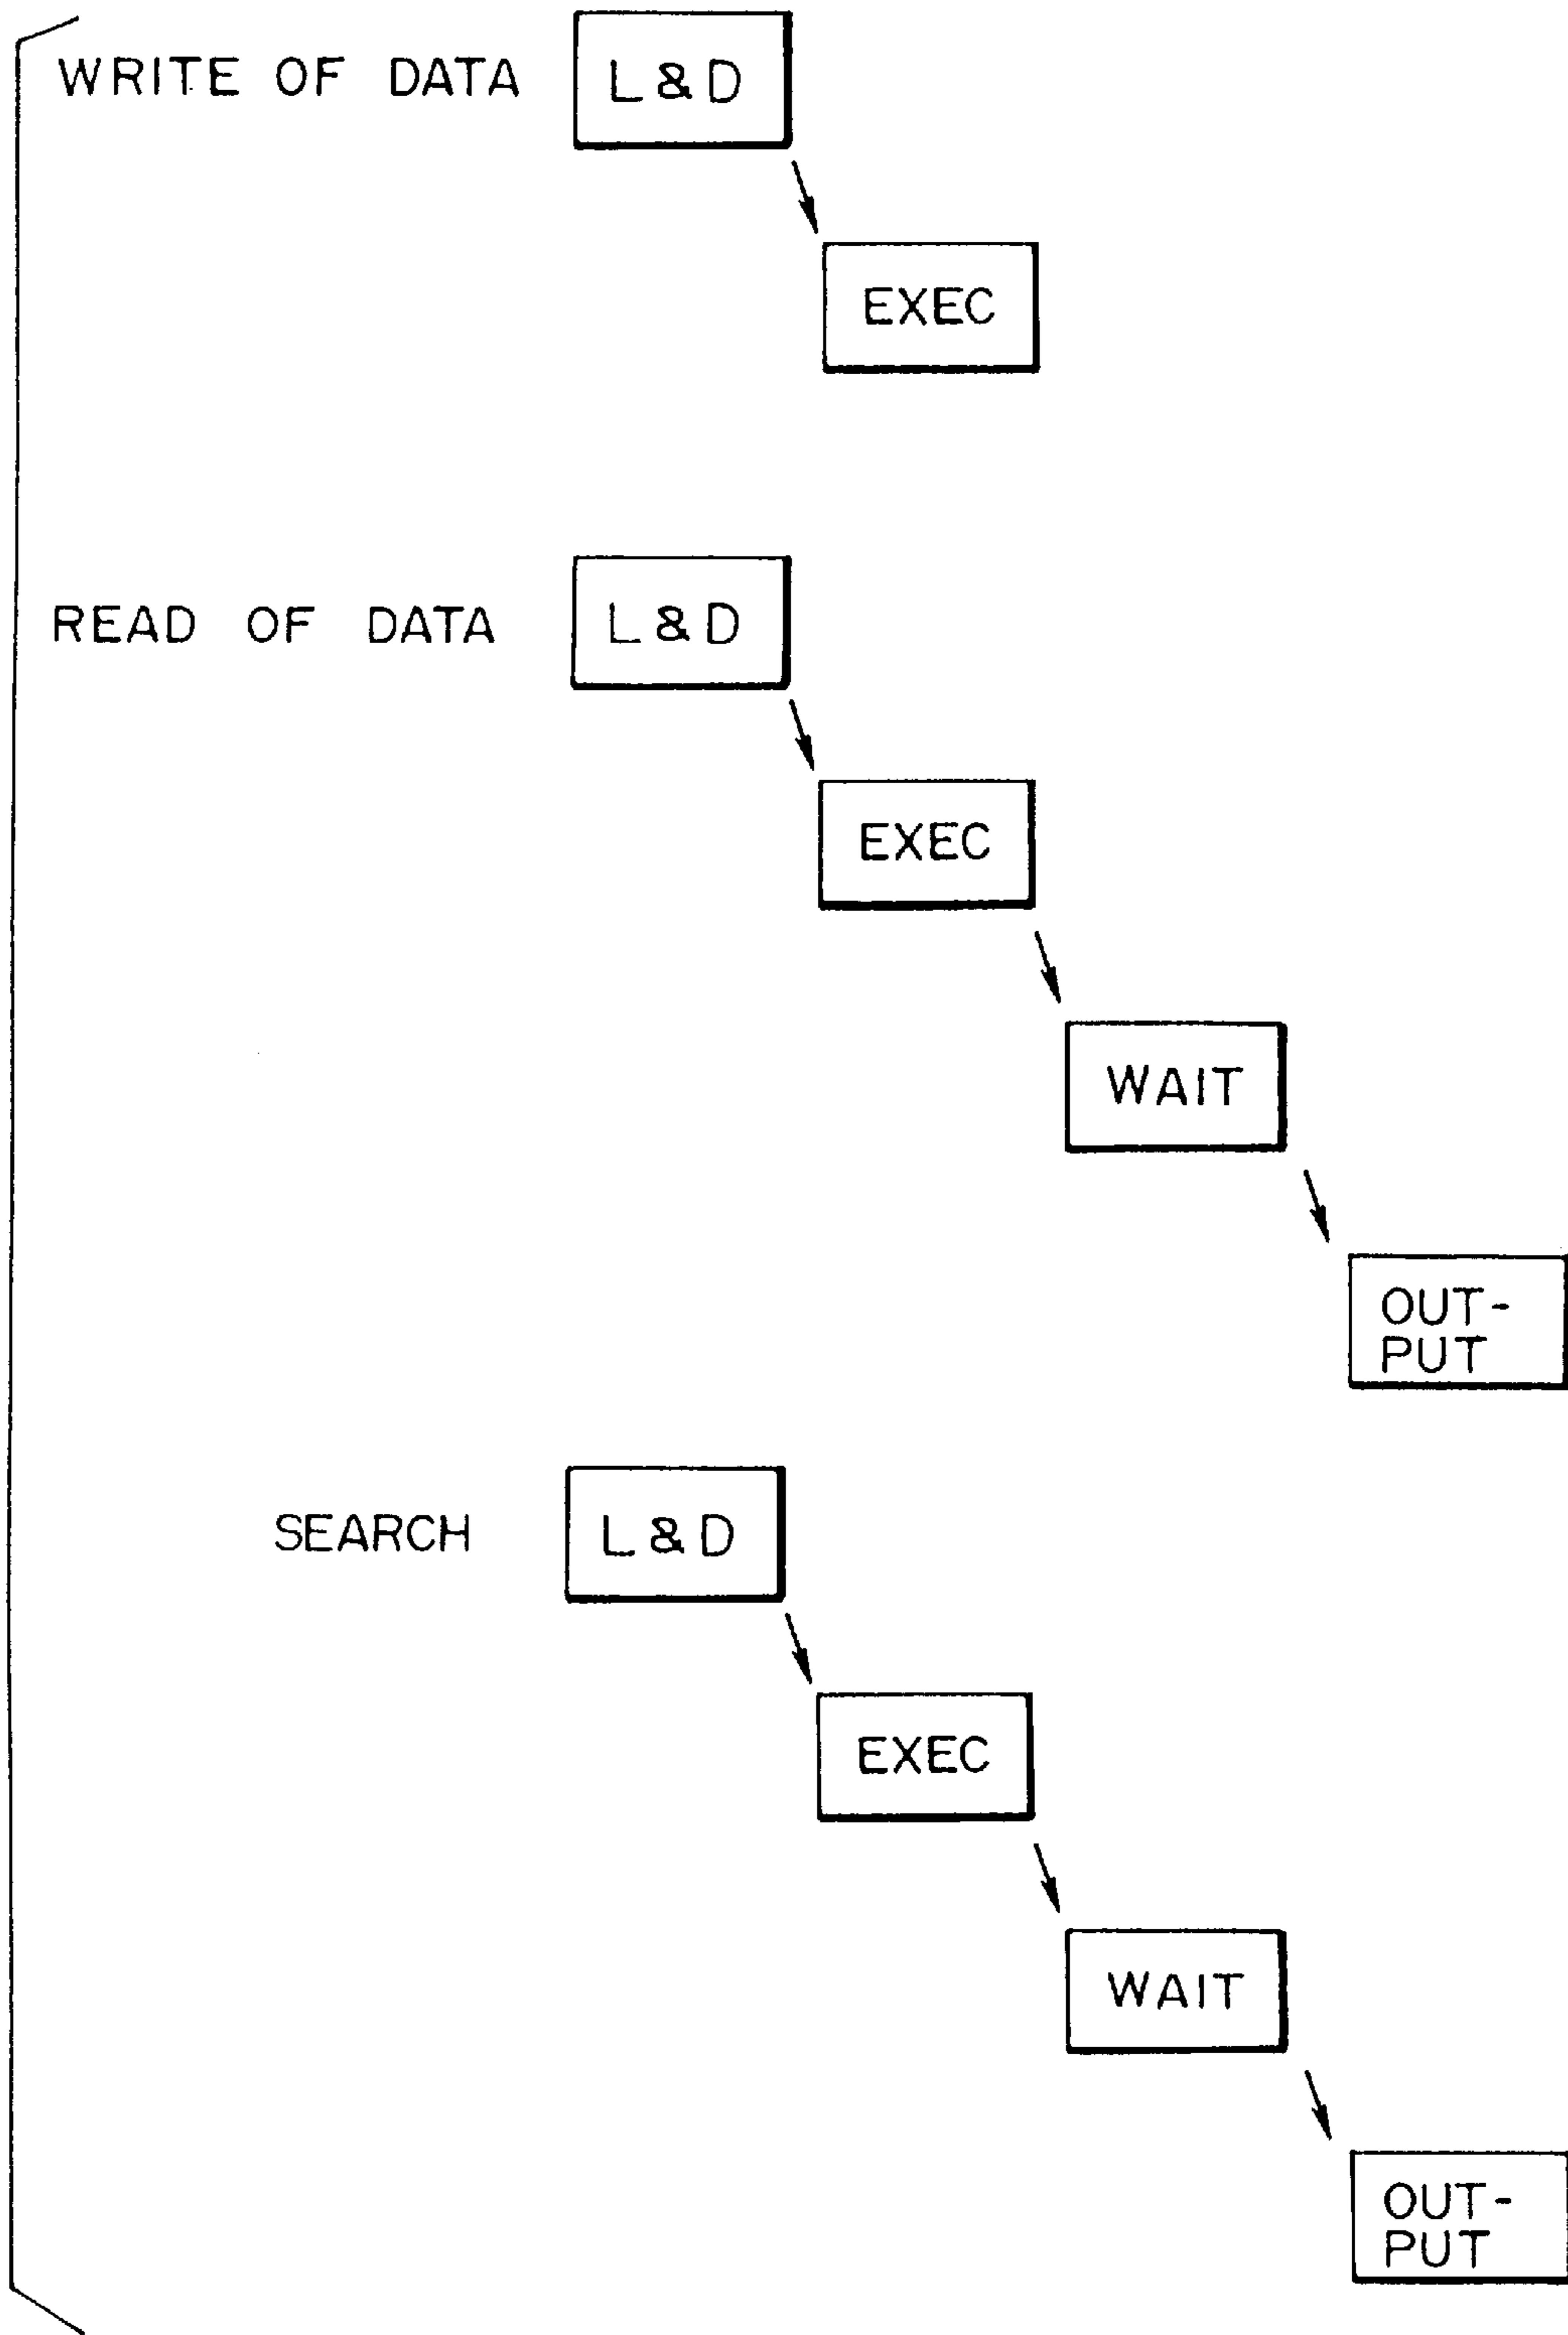 WRITE OF DATA
L & D
EXEC
READ OF DATA
L & D
EXEC
WAIT
OUT-
PUT
SEARCH
L & D
EXEC
WAIT
OUT-
PUT